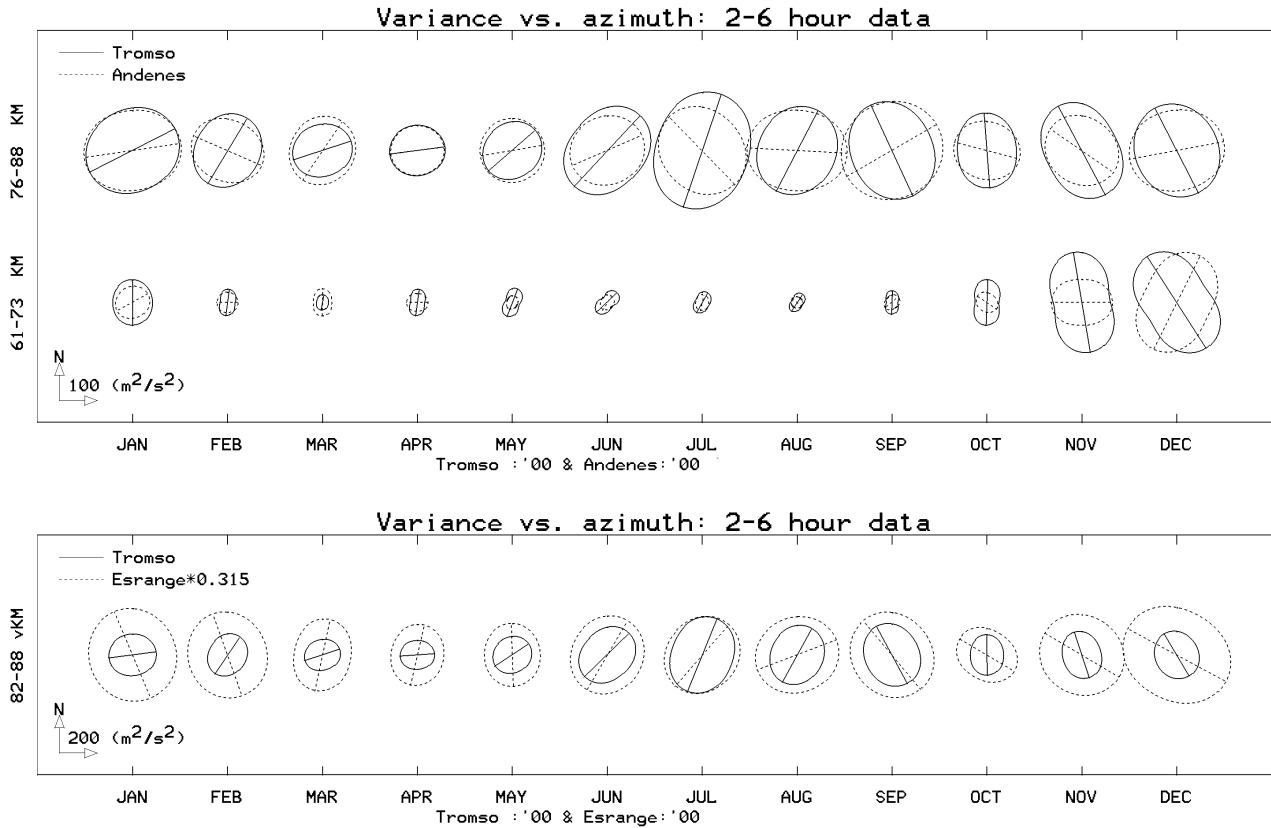 Variance vs. azimuth: 2-6 hour data
Tromso
Andenes
76-88 KM
61-73 KM
N
100 (m²/s²)
JAN FEB MAR APR MAY JUN JUL AUG SEP OCT NOV DEC
Tromso :'00 & Andenes:'00
Variance vs. azimuth: 2-6 hour data
Tromso
Esrange*0.315
82-88 vKM
N
200 (m²/s²)
JAN FEB MAR APR MAY JUN JUL AUG SEP OCT NOV DEC
Tromso :'00 & Esrange:'00